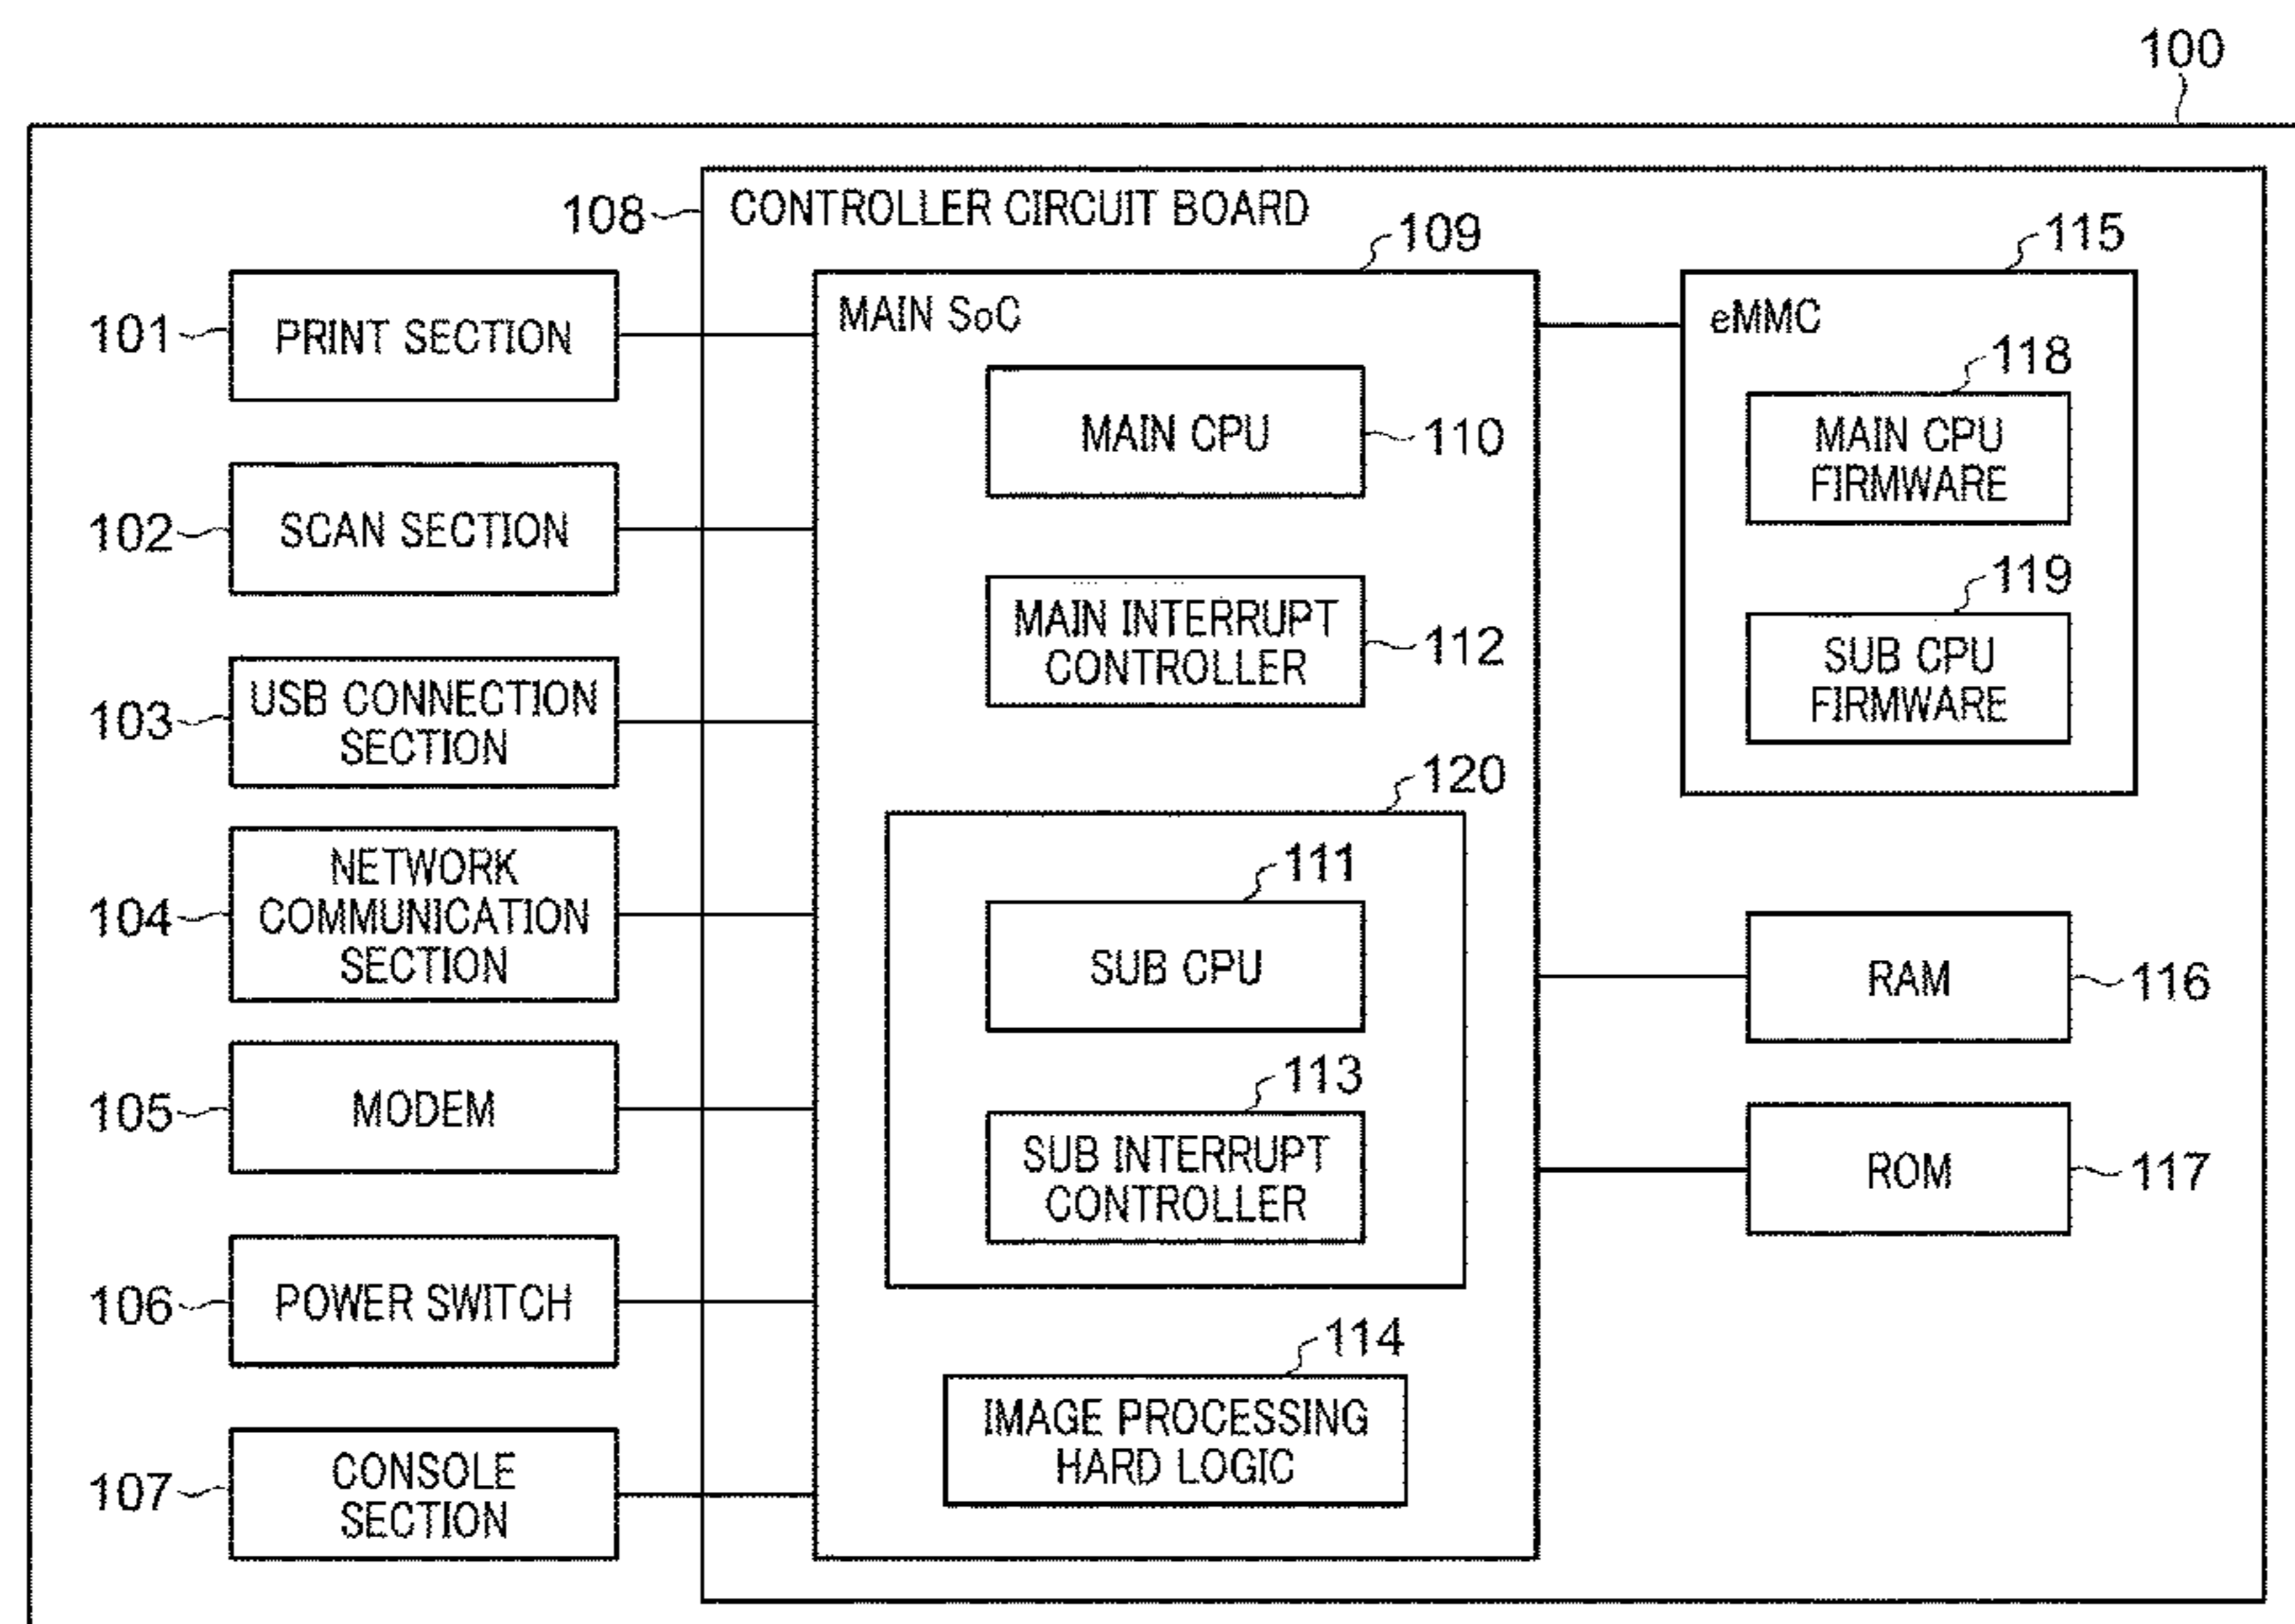 100
108
CONTROLLER CIRCUIT BOARD
101
PRINT SECTION
102
SCAN SECTION
103
USB CONNECTION
SECTION
104
NETWORK
COMMUNICATION
SECTION
105
MODEM
106
POWER SWITCH
107
CONSOLE
SECTION
109
MAIN SoC
MAIN CPU
110
MAIN INTERRUPT
CONTROLLER
112
120
111
SUB CPU
113
SUB INTERRUPT
CONTROLLER
114
IMAGE PROCESSING
HARD LOGIC
115
eMMC
118
MAIN CPU
FIRMWARE
119
SUB CPU
FIRMWARE
RAM
116
ROM
117